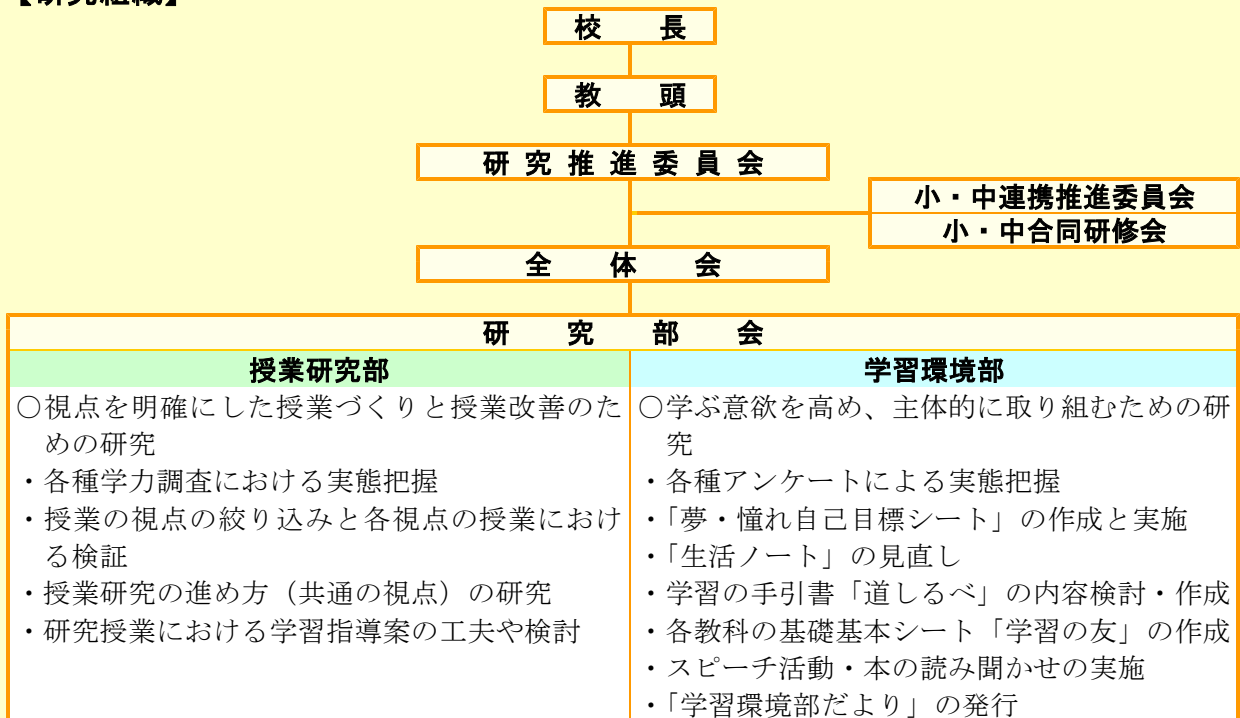 【研究組織】
校　長
教　頭
研究推進委員会
小・中連携推進委員会
小・中合同研修会
全　体　会
研　究　部　会
授業研究部
○視点を明確にした授業づくりと授業改善のた
めの研究
・各種学力調査における実態把握
・授業の視点の絞り込みと各視点の授業におけ
る検証
・授業研究の進め方（共通の視点）の研究
・研究授業における学習指導案の工夫や検討
学習環境部
○学ぶ意欲を高め、主体的に取り組むための研
究
・各種アンケートによる実態把握
・「夢・憧れ自己目標シート」の作成と実施
・「生活ノート」の見直し
・学習の手引書「道しるべ」の内容検討・作成
・各教科の基礎基本シート「学習の友」の作成
・スピーチ活動・本の読み聞かせの実施
・「学習環境部だより」の発行